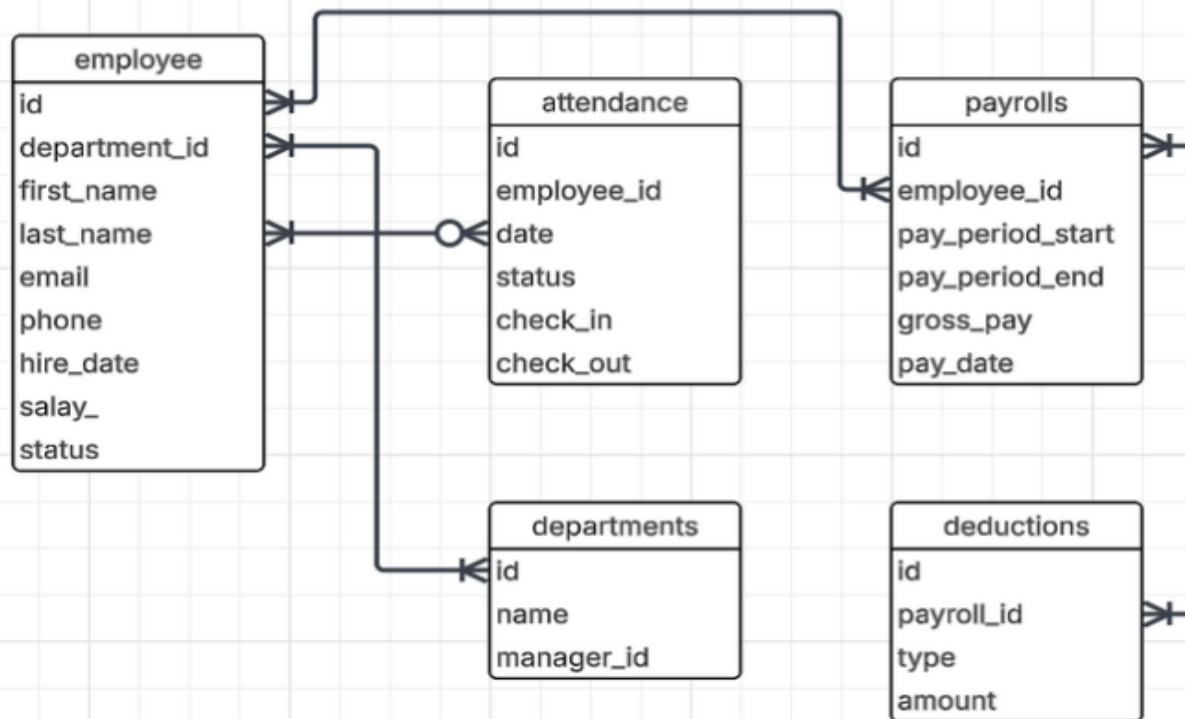 employee
id
department_id
first_name
last_name
email
phone
hire_date
salay_
status
attendance
id
employee_id
date
status
check_in
check_out
payrolls
id
employee_id
pay_period_start
pay_period_end
gross_pay
pay_date
departments
id
name
manager_id
deductions
id
payroll_id
type
amount